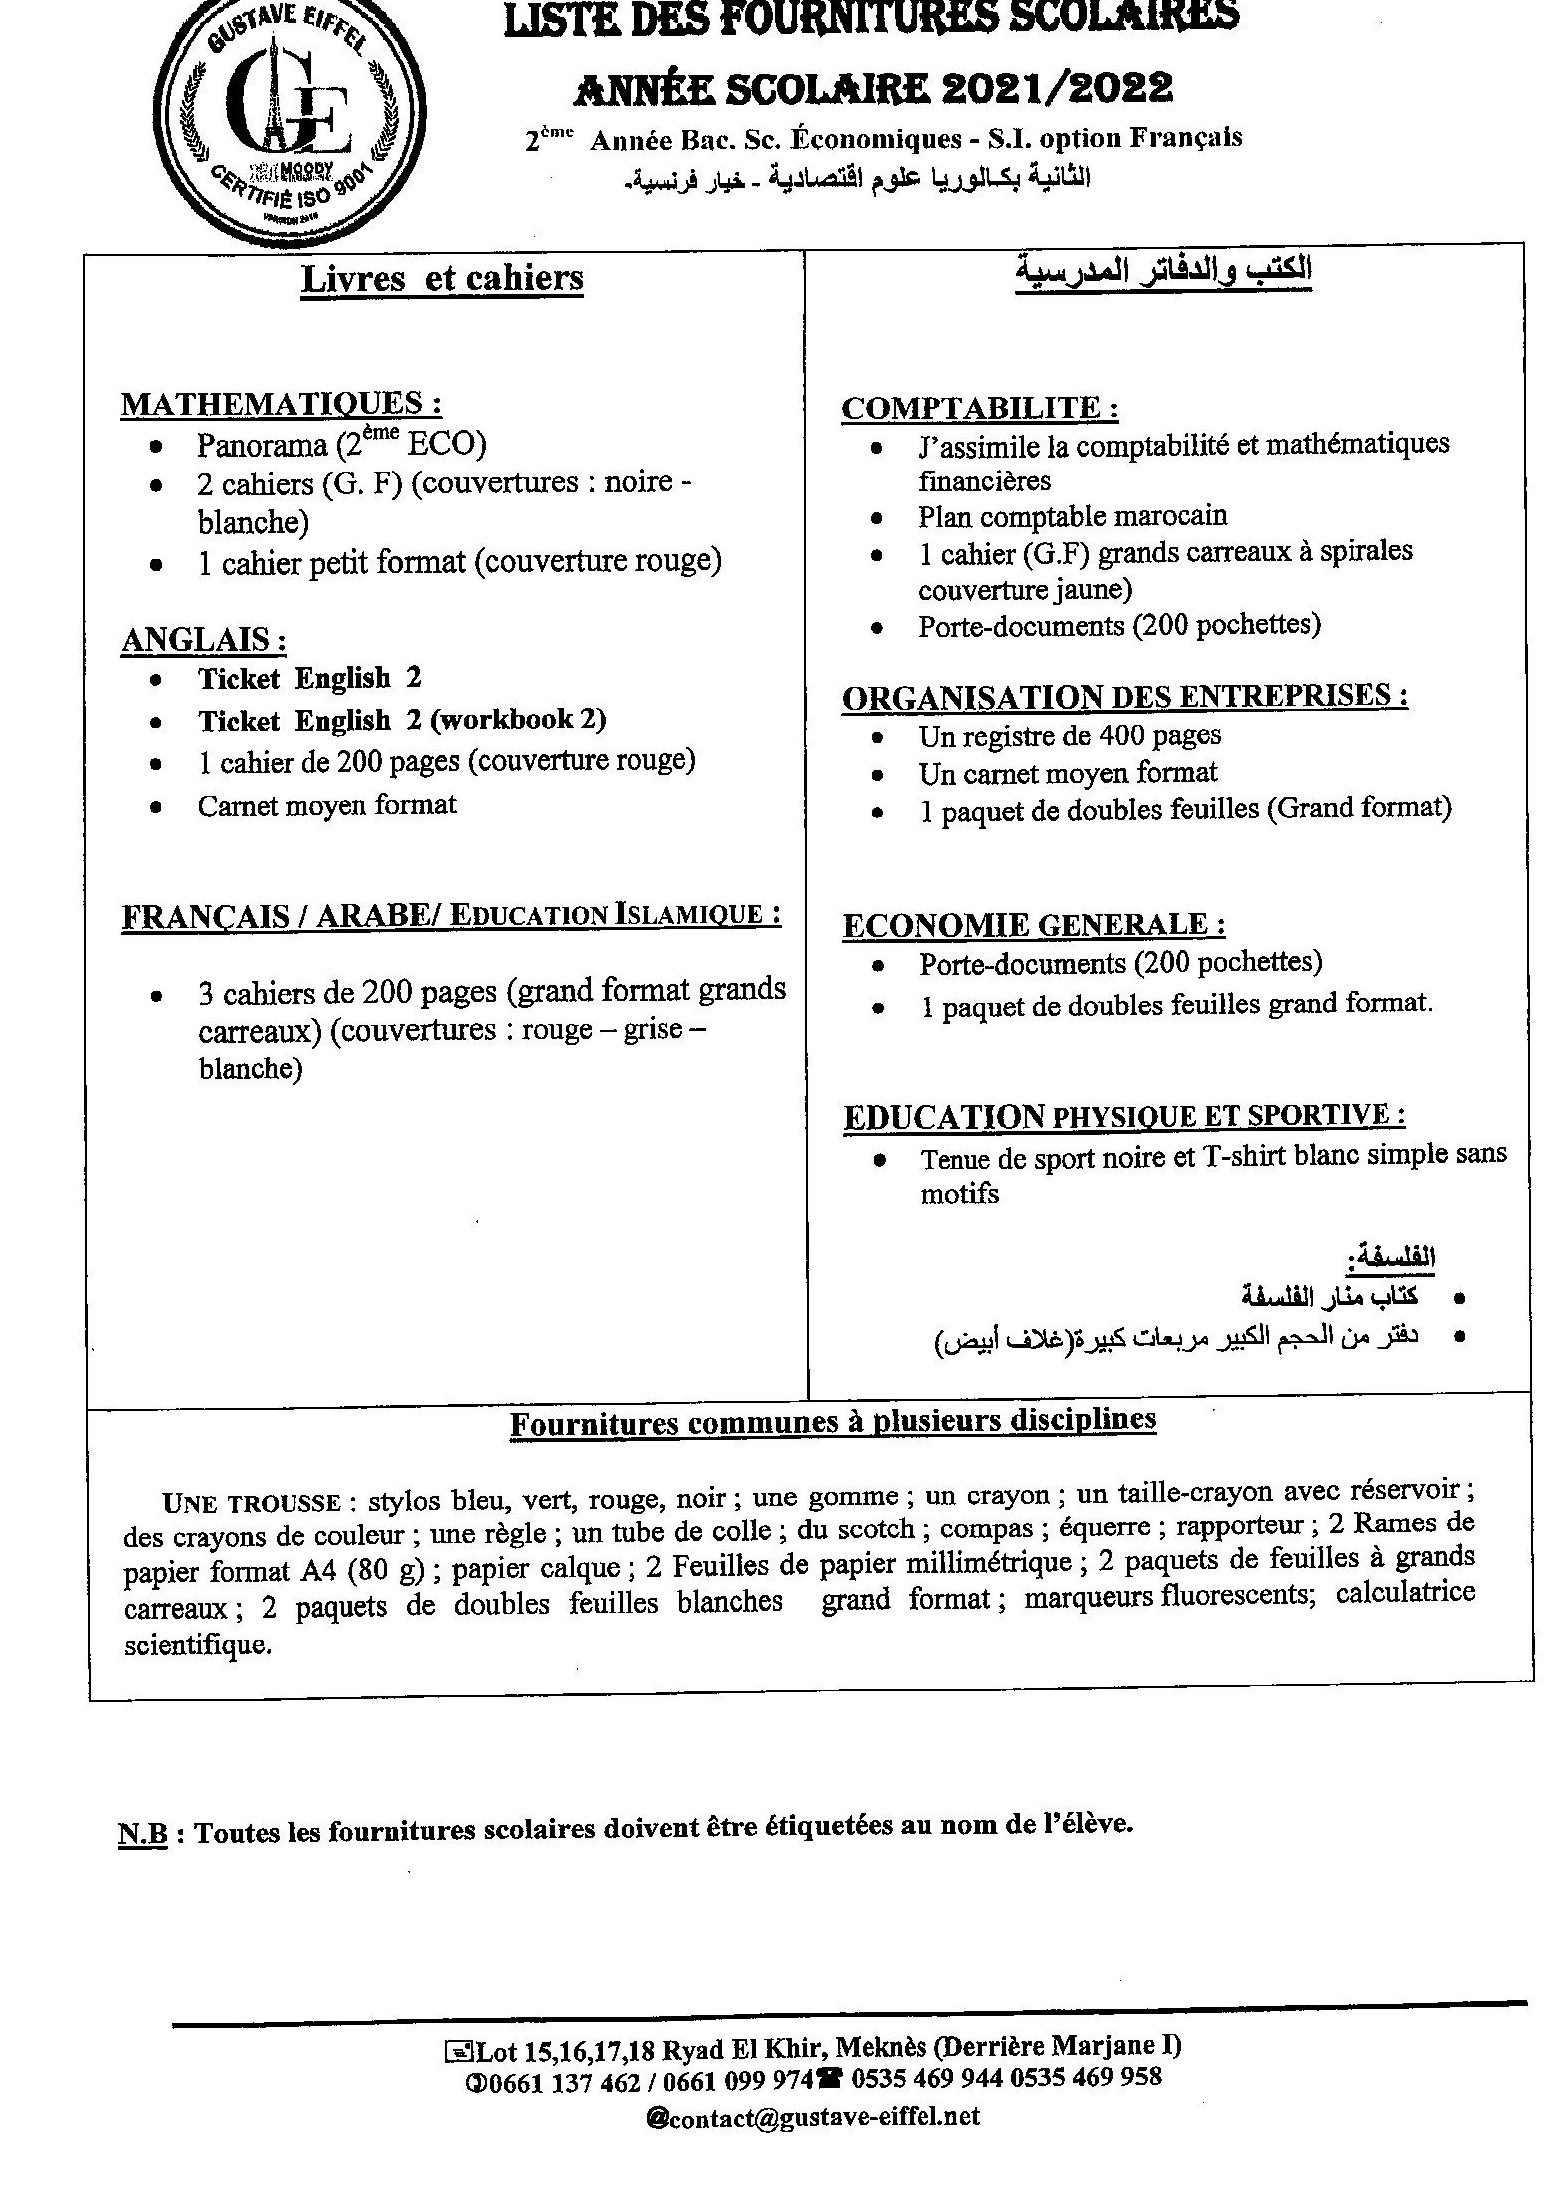 GUSTAVE EIFFEL
GE
MOODY
CERTIFIÉ ISO 9001
VERSION 2015
LISTE DES FOURNITURES SCOLAIRES
ANNÉE SCOLAIRE 2021/2022
2ème Année Bac. Sc. Économiques - S.I. option Français
الثانية بكالوريا علوم اقتصادية - خيار فرنسية-
Livres et cahiers
MATHEMATIQUES :
• Panorama (2ème ECO)
• 2 cahiers (G. F) (couvertures : noire -
blanche)
• 1 cahier petit format (couverture rouge)
ANGLAIS :
• Ticket English 2
• Ticket English 2 (workbook 2)
• 1 cahier de 200 pages (couverture rouge)
• Carnet moyen format
FRANÇAIS / ARABE/ EDUCATION ISLAMIQUE :
• 3 cahiers de 200 pages (grand format grands
carreaux) (couvertures : rouge – grise –
blanche)
الكتب والدفاتر المدرسية
COMPTABILITE :
• J'assimile la comptabilité et mathématiques
financières
• Plan comptable marocain
• 1 cahier (G.F) grands carreaux à spirales
couverture jaune)
• Porte-documents (200 pochettes)
ORGANISATION DES ENTREPRISES :
• Un registre de 400 pages
• Un carnet moyen format
• 1 paquet de doubles feuilles (Grand format)
ECONOMIE GENERALE :
• Porte-documents (200 pochettes)
• 1 paquet de doubles feuilles grand format.
EDUCATION PHYSIQUE ET SPORTIVE :
• Tenue de sport noire et T-shirt blanc simple sans
motifs
الفلسفة:
• كتاب منار الفلسفة
• دفتر من الحجم الكبير مربعات كبيرة(غلاف أبيض)
Fournitures communes à plusieurs disciplines
UNE TROUSSE : stylos bleu, vert, rouge, noir ; une gomme ; un crayon ; un taille-crayon avec réservoir ;
des crayons de couleur ; une règle ; un tube de colle ; du scotch ; compas ; équerre ; rapporteur ; 2 Rames de
papier format A4 (80 g) ; papier calque ; 2 Feuilles de papier millimétrique ; 2 paquets de feuilles à grands
carreaux ; 2 paquets de doubles feuilles blanches grand format ; marqueurs fluorescents; calculatrice
scientifique.
N.B : Toutes les fournitures scolaires doivent être étiquetées au nom de l'élève.
Lot 15,16,17,18 Ryad El Khir, Meknès (Derrière Marjane I)
0661 137 462 / 0661 099 974☎ 0535 469 944 0535 469 958
@contact@gustave-eiffel.net